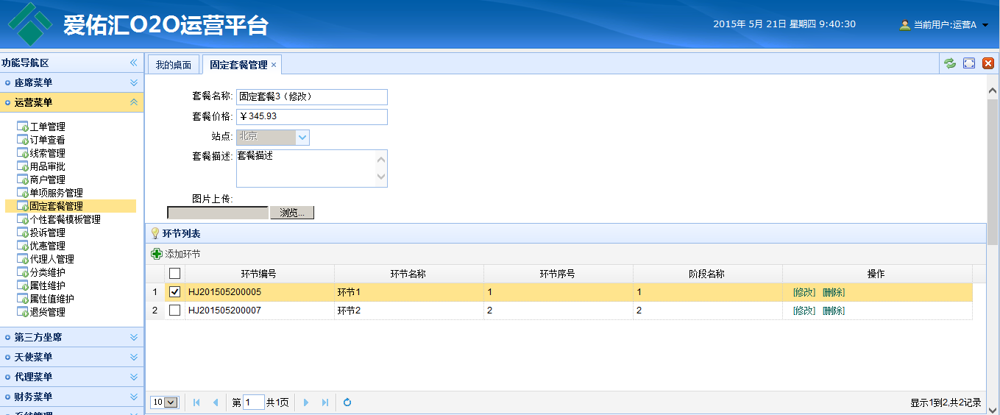 爱佑汇O2O运营平台
2015年 5月 21日 星期四 9:40:30
当前用户:运营A
功能导航区
座席菜单
运营菜单
工单管理
订单查看
线索管理
用品审批
商户管理
单项服务管理
固定套餐管理
个性套餐模板管理
投诉管理
优惠管理
代理人管理
分类维护
属性维护
属性值维护
退货管理
第三方坐席
天使菜单
代理菜单
财务菜单
系统管理
我的桌面
固定套餐管理
套餐名称: 固定套餐3（修改）
套餐价格: ￥345.93
站点: 北京
套餐描述: 套餐描述
图片上传:
浏览...
环节列表
添加环节
环节编号 环节名称 环节序号 阶段名称 操作
1 HJ201505200005 环节1 1 1 [修改] [删除]
2 HJ201505200007 环节2 2 2 [修改] [删除]
10 第 1 共1页
显示1到2,共2记录